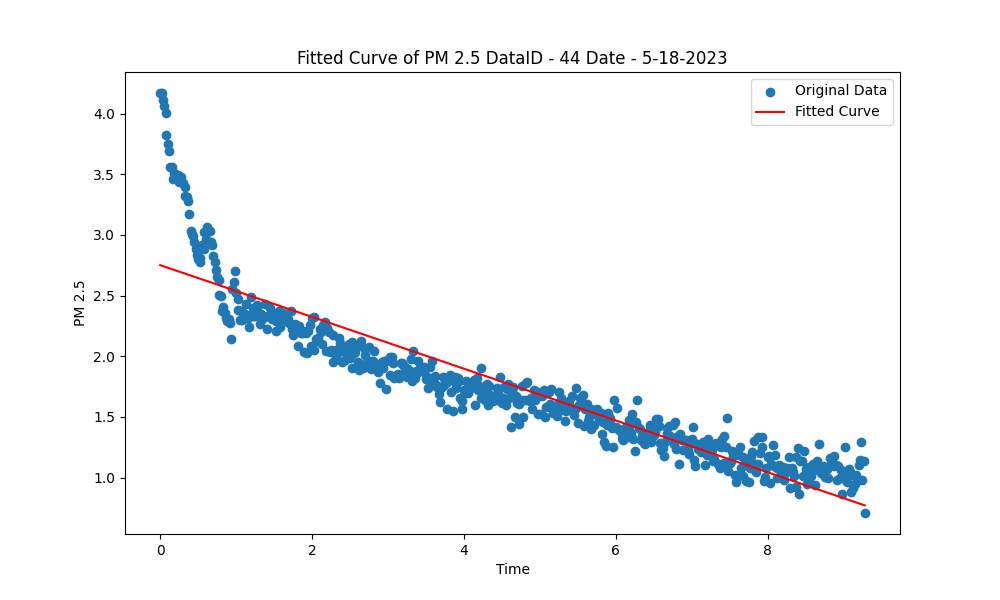 Fitted Curve of PM 2.5 DataID - 44 Date - 5-18-2023
Original Data
Fitted Curve
4.0
3.5
3.0
2.5
2.0
1.5
1.0
PM 2.5
0 2 4 6 8
Time